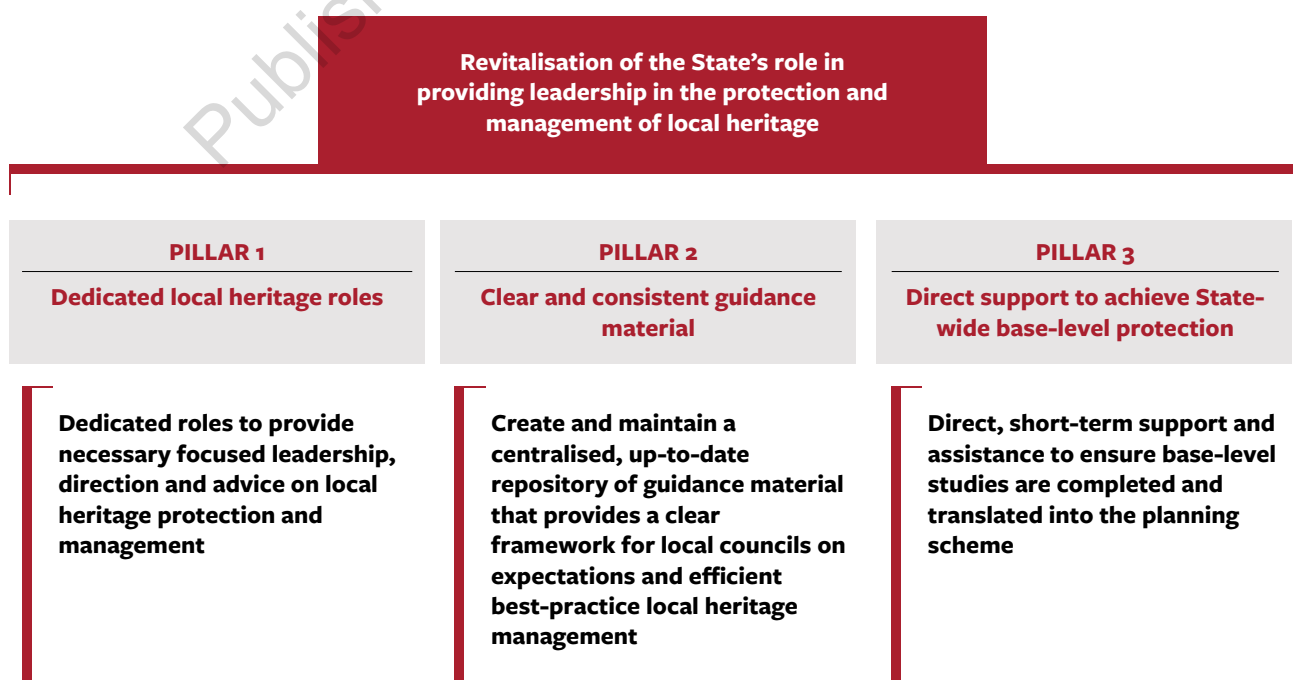 Revitalisation of the State's role in
providing leadership in the protection and
management of local heritage
PILLAR 1
Dedicated local heritage roles
Dedicated roles to provide
necessary focused leadership,
direction and advice on local
heritage protection and
management
PILLAR 2
Clear and consistent guidance
material
Create and maintain a
centralised, up-to-date
repository of guidance material
that provides a clear
framework for local councils on
expectations and efficient
best-practice local heritage
management
PILLAR 3
Direct support to achieve State-
wide base-level protection
Direct, short-term support and
assistance to ensure base-level
studies are completed and
translated into the planning
scheme